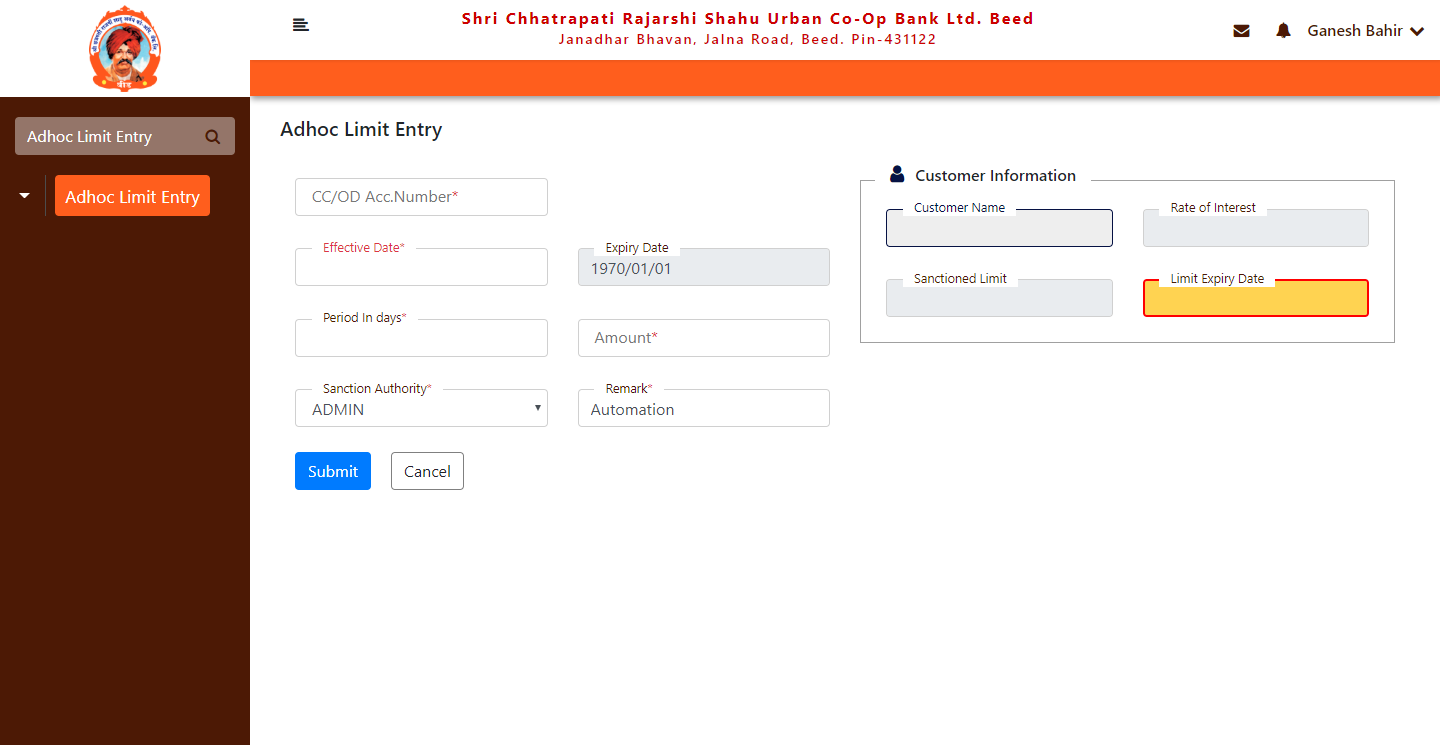 Shri Chhatrapati Rajarshi Shahu Urban Co-Op Bank Ltd. Beed
Janadhar Bhavan, Jalna Road, Beed. Pin-431122
Ganesh Bahir
Adhoc Limit Entry
Adhoc Limit Entry
Adhoc Limit Entry
CC/OD Acc.Number*
Effective Date*
Expiry Date
1970/01/01
Period In days*
Amount*
Sanction Authority*
ADMIN
Remark*
Automation
Submit
Cancel
Customer Information
Customer Name
Rate of Interest
Sanctioned Limit
Limit Expiry Date